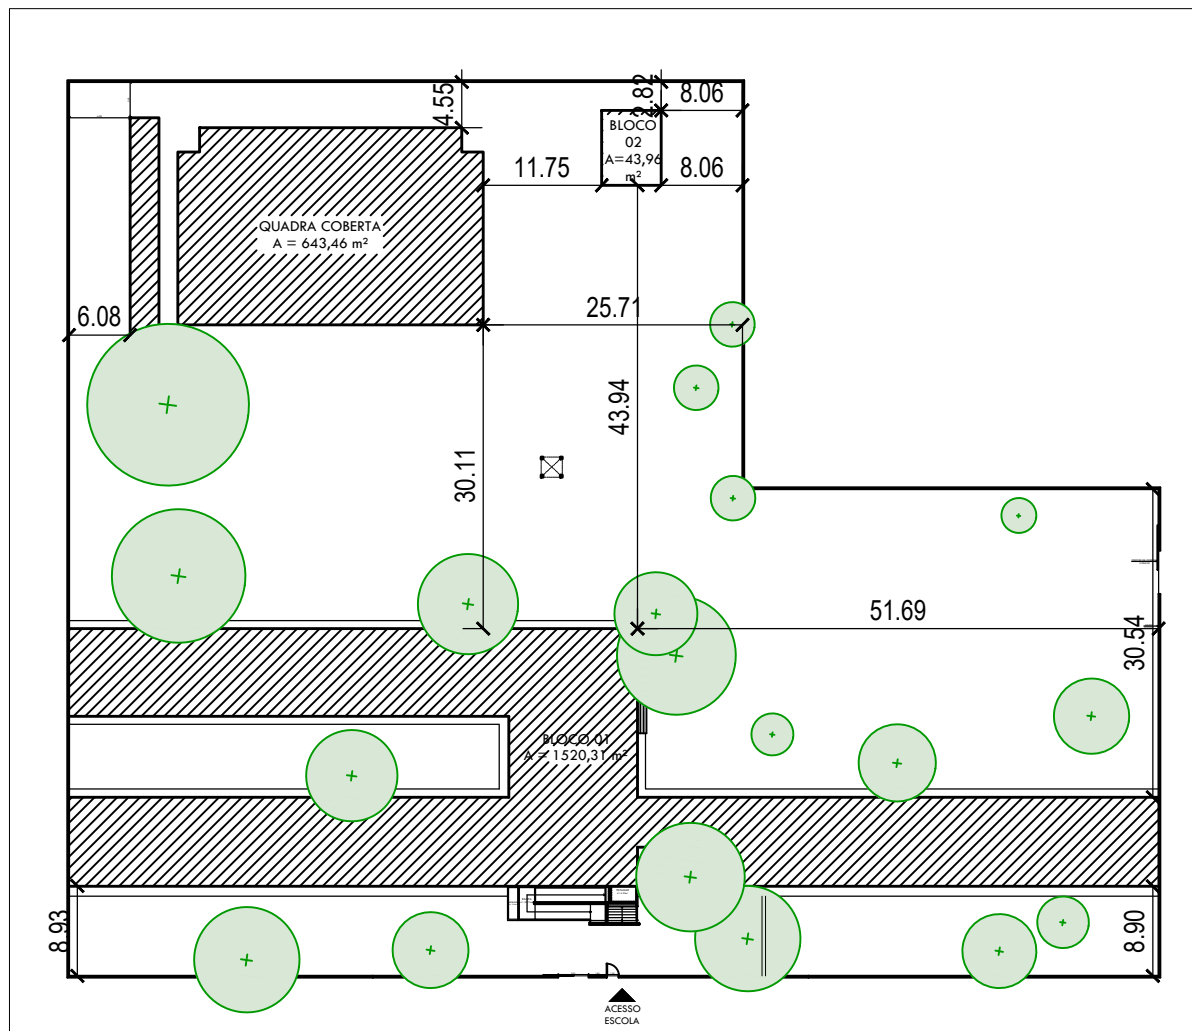 4.55
2.82
8.06
BLOCO
02
A=43,96
m²
11.75
8.06
QUADRA COBERTA
A = 643,46 m²
6.08
25.71
43.94
30.11
51.69
30.54
BLOCO 01
A = 1520,31 m²
8.93
8.90
ACESSO
ESCOLA